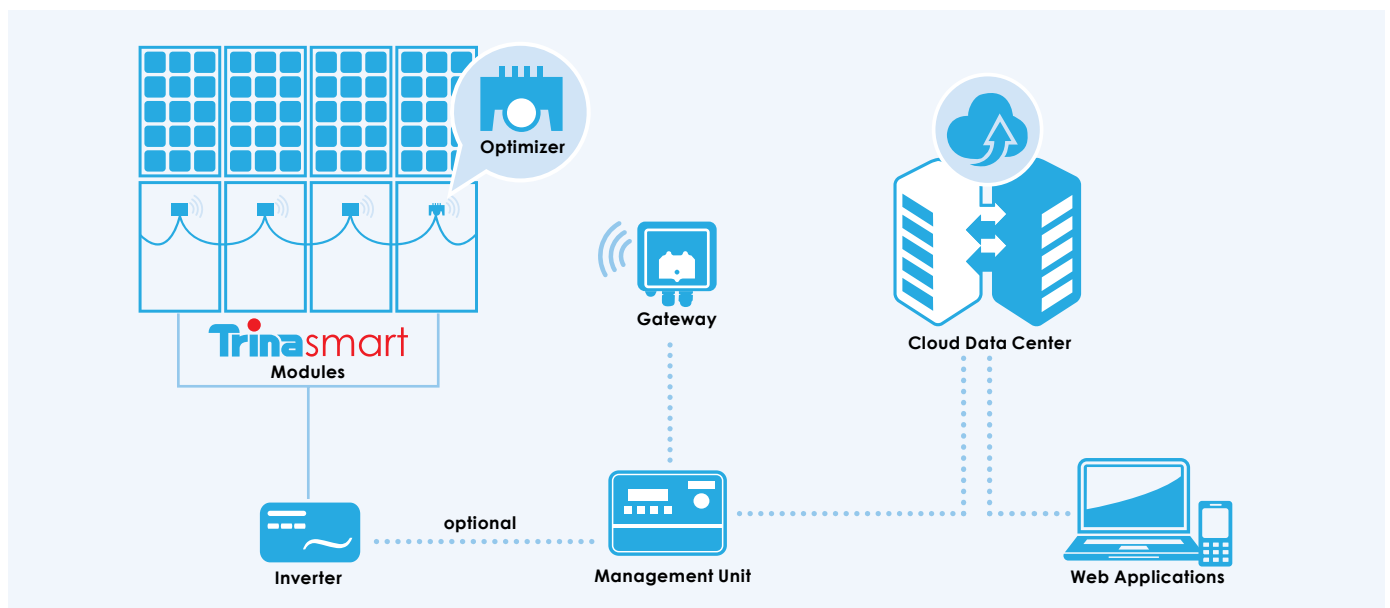 Optimizer
Gateway
Trinasmart
Modules
Cloud Data Center
optional
Inverter
Management Unit
Web Applications